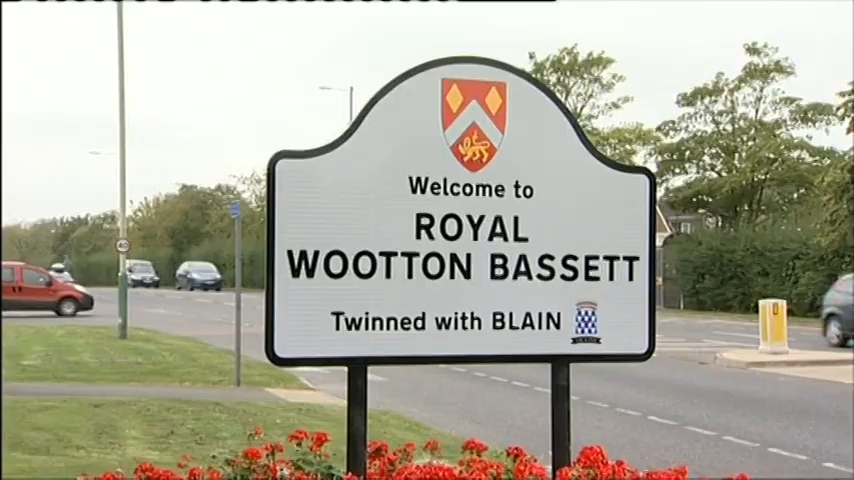 Welcome to
ROYAL
WOOTTON BASSETT
Twinned with BLAIN